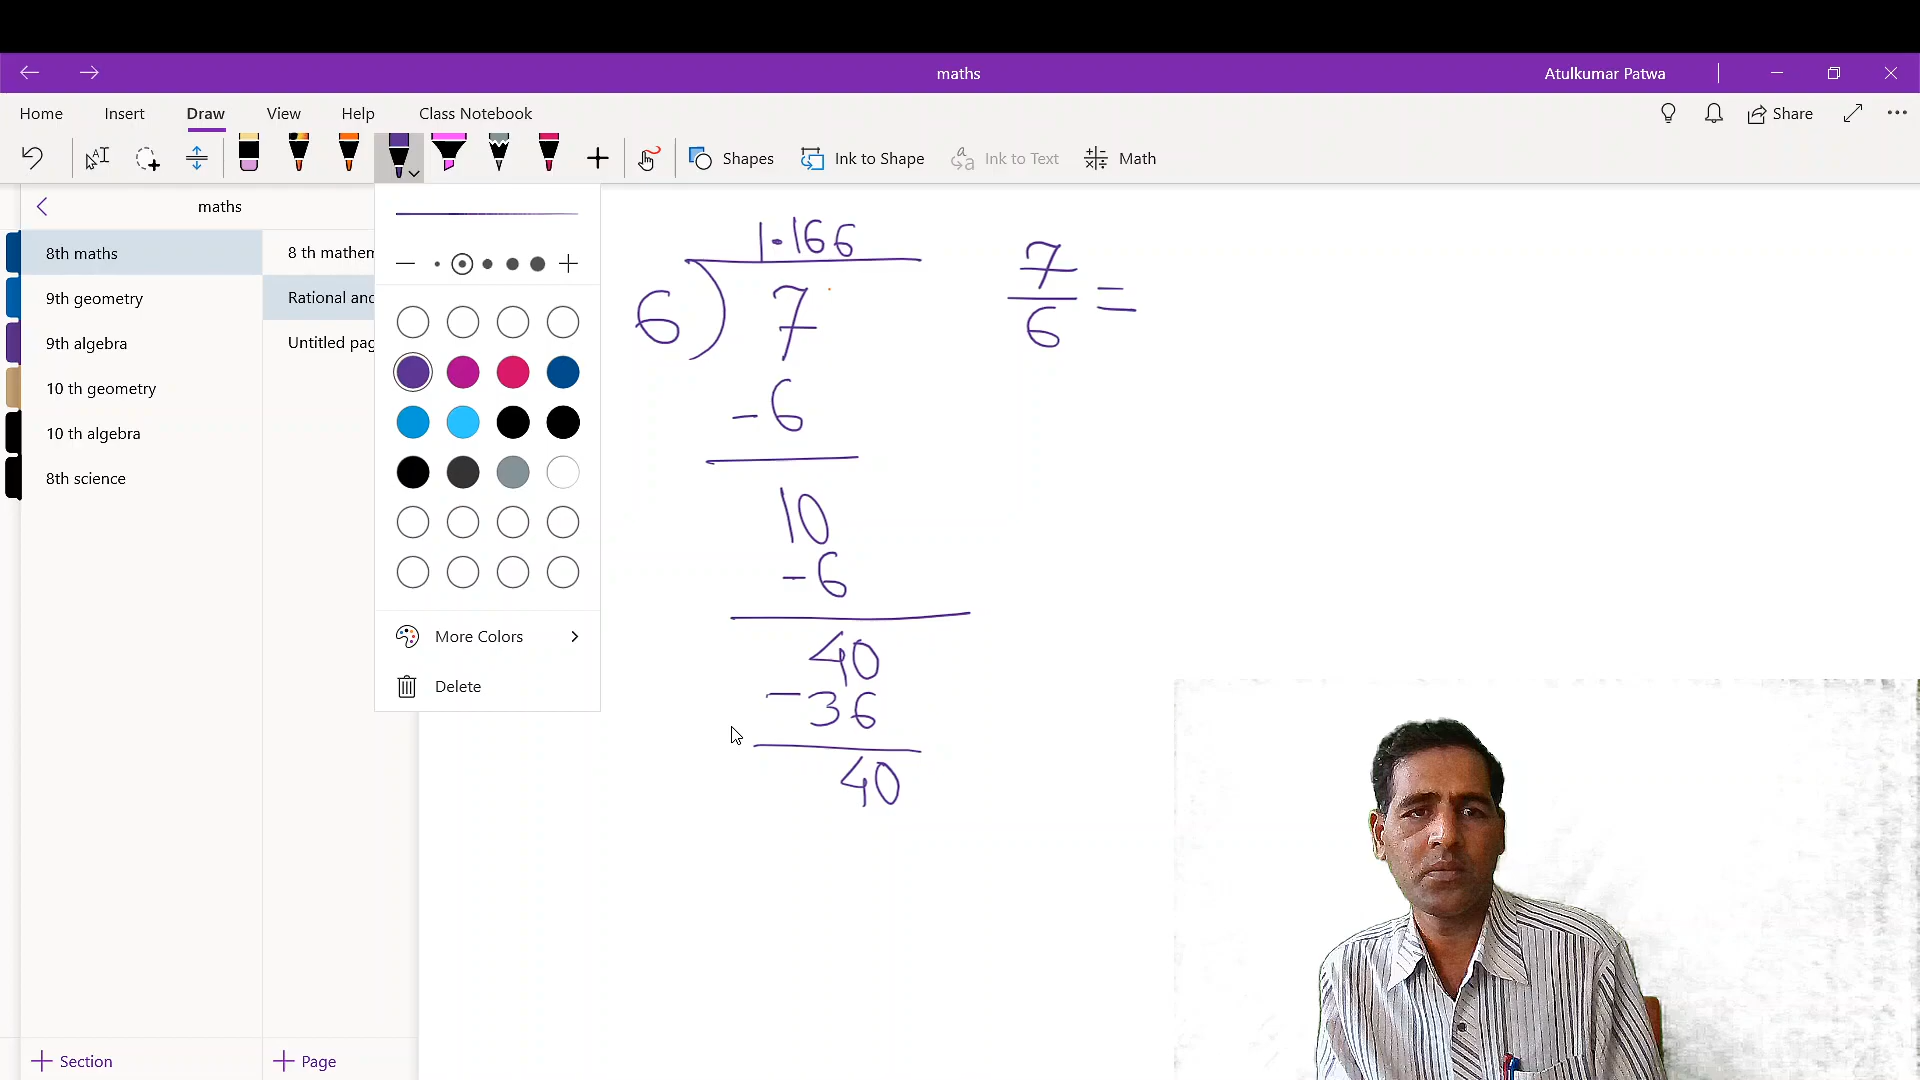 maths
Atulkumar Patwa
Home Insert Draw View Help Class Notebook
Share
Shapes Ink to Shape Ink to Text Math
maths
8th maths
9th geometry
9th algebra
10 th geometry
10 th algebra
8th science
8 th mathem
Rational and
Untitled pag
More Colors
Delete
1.166
6 ) 7
- 6
10
- 6
40
- 36
40
7/6 =
+ Section
+ Page